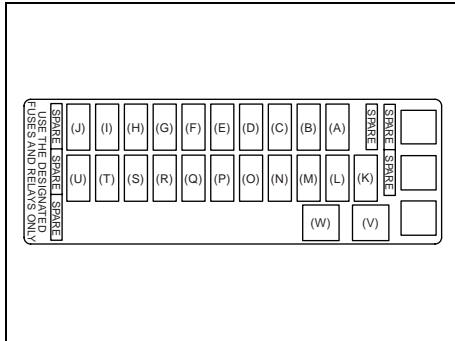 USE THE DESIGNATED
FUSES AND RELAYS ONLY
SPARE
SPARE
SPARE
(J) (I) (H) (G) (F) (E) (D) (C) (B) (A)
SPARE
SPARE
(U) (T) (S) (R) (Q) (P) (O) (N) (M) (L) (K)
SPARE
(W) (V)